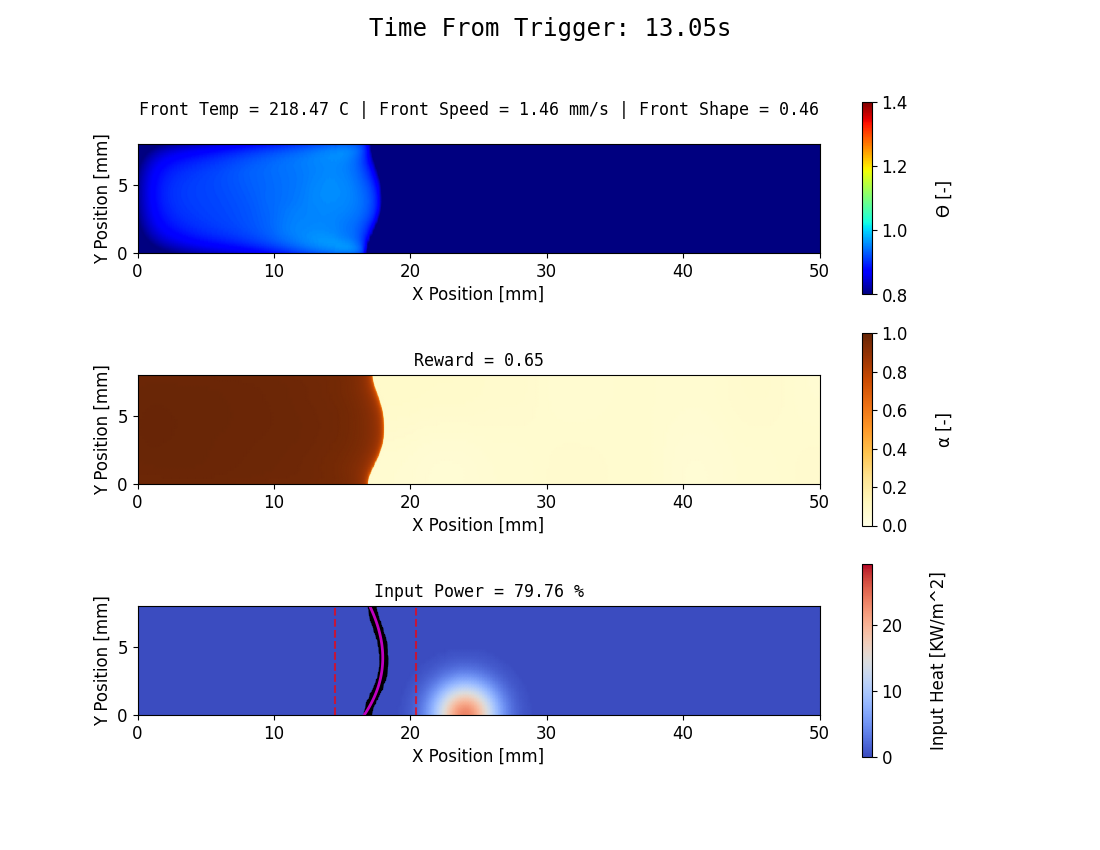 Time From Trigger: 13.05s
Front Temp = 218.47 C | Front Speed = 1.46 mm/s | Front Shape = 0.46
Y Position [mm]
5
0
0 10 20 30 40 50
X Position [mm]
1.4
1.2
1.0
0.8
Θ [-]
Reward = 0.65
Y Position [mm]
5
0
0 10 20 30 40 50
X Position [mm]
1.0
0.8
0.6
0.4
0.2
0.0
α [-]
Input Power = 79.76 %
Y Position [mm]
5
0
0 10 20 30 40 50
X Position [mm]
20
10
0
Input Heat [KW/m^2]